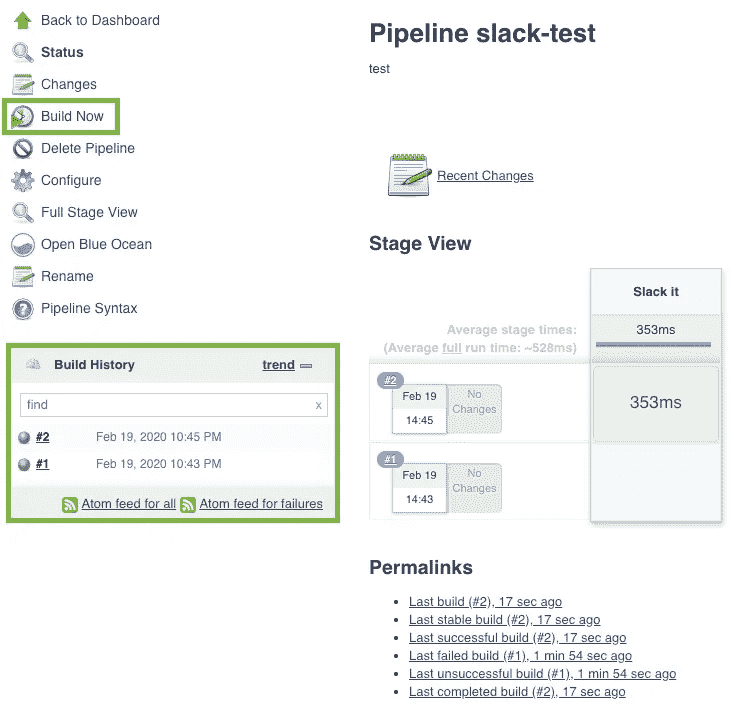 Back to Dashboard
Status
Changes
Build Now
Delete Pipeline
Configure
Full Stage View
Open Blue Ocean
Rename
Pipeline Syntax
Build History
trend
find
x
#2 Feb 19, 2020 10:45 PM
#1 Feb 19, 2020 10:43 PM
Atom feed for all Atom feed for failures
Pipeline slack-test
test
Recent Changes
Stage View
Slack it
Average stage times:
(Average full run time: ~528ms)
353ms
#2
Feb 19
14:45
No
Changes
353ms
#1
Feb 19
14:43
No
Changes
Permalinks
Last build (#2), 17 sec ago
Last stable build (#2), 17 sec ago
Last successful build (#2), 17 sec ago
Last failed build (#1), 1 min 54 sec ago
Last unsuccessful build (#1), 1 min 54 sec ago
Last completed build (#2), 17 sec ago